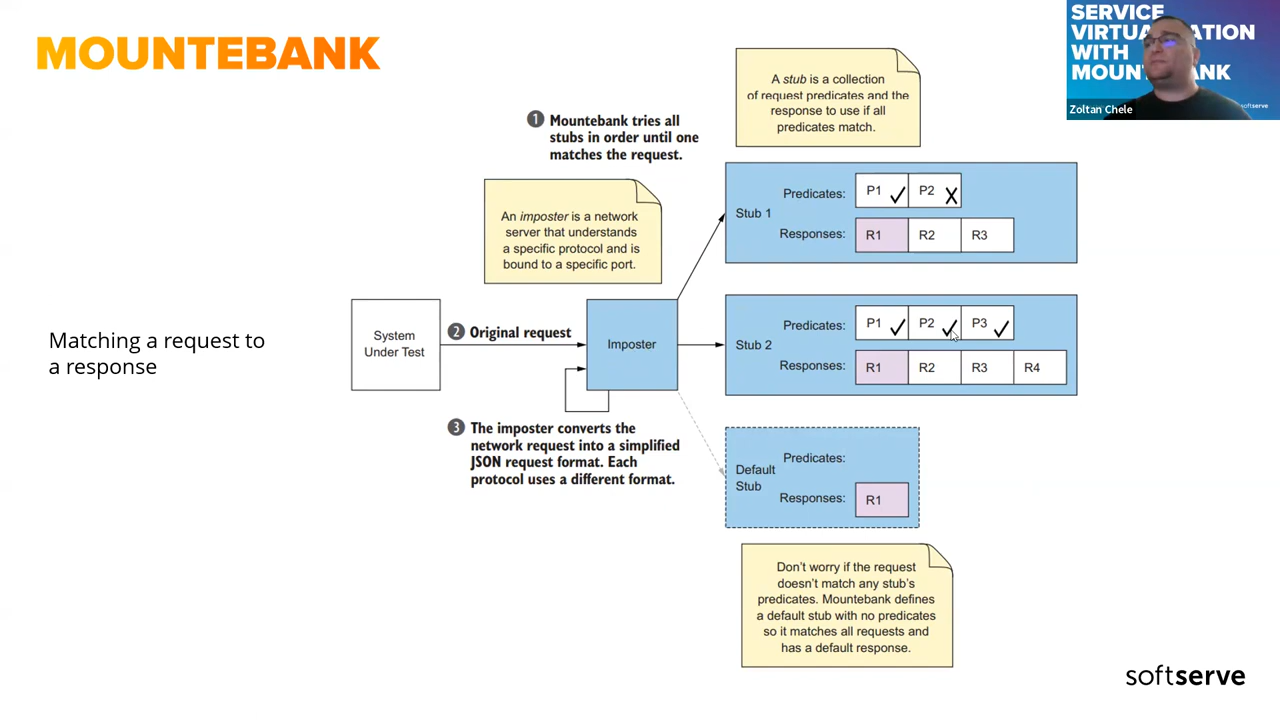 MOUNTEBANK
SERVICE
WITH
Zoltan Chele
softserve
A stub is a collection
of request predicates and the
response to use if all
predicates match.
1 Mountebank tries all
stubs in order until one
matches the request.
An imposter is a network
server that understands
a specific protocol and is
bound to a specific port.
Stub 1
Predicates: P1 P2
Responses: R1 R2 R3
Matching a request to
a response
System
Under Test
2 Original request
Imposter
Stub 2
Predicates: P1 P2 P3
Responses: R1 R2 R3 R4
3 The imposter converts the
network request into a simplified
JSON request format. Each
protocol uses a different format.
Default
Stub
Predicates:
Responses: R1
Don't worry if the request
doesn't match any stub's
predicates. Mountebank defines
a default stub with no predicates
so it matches all requests and
has a default response.
softserve